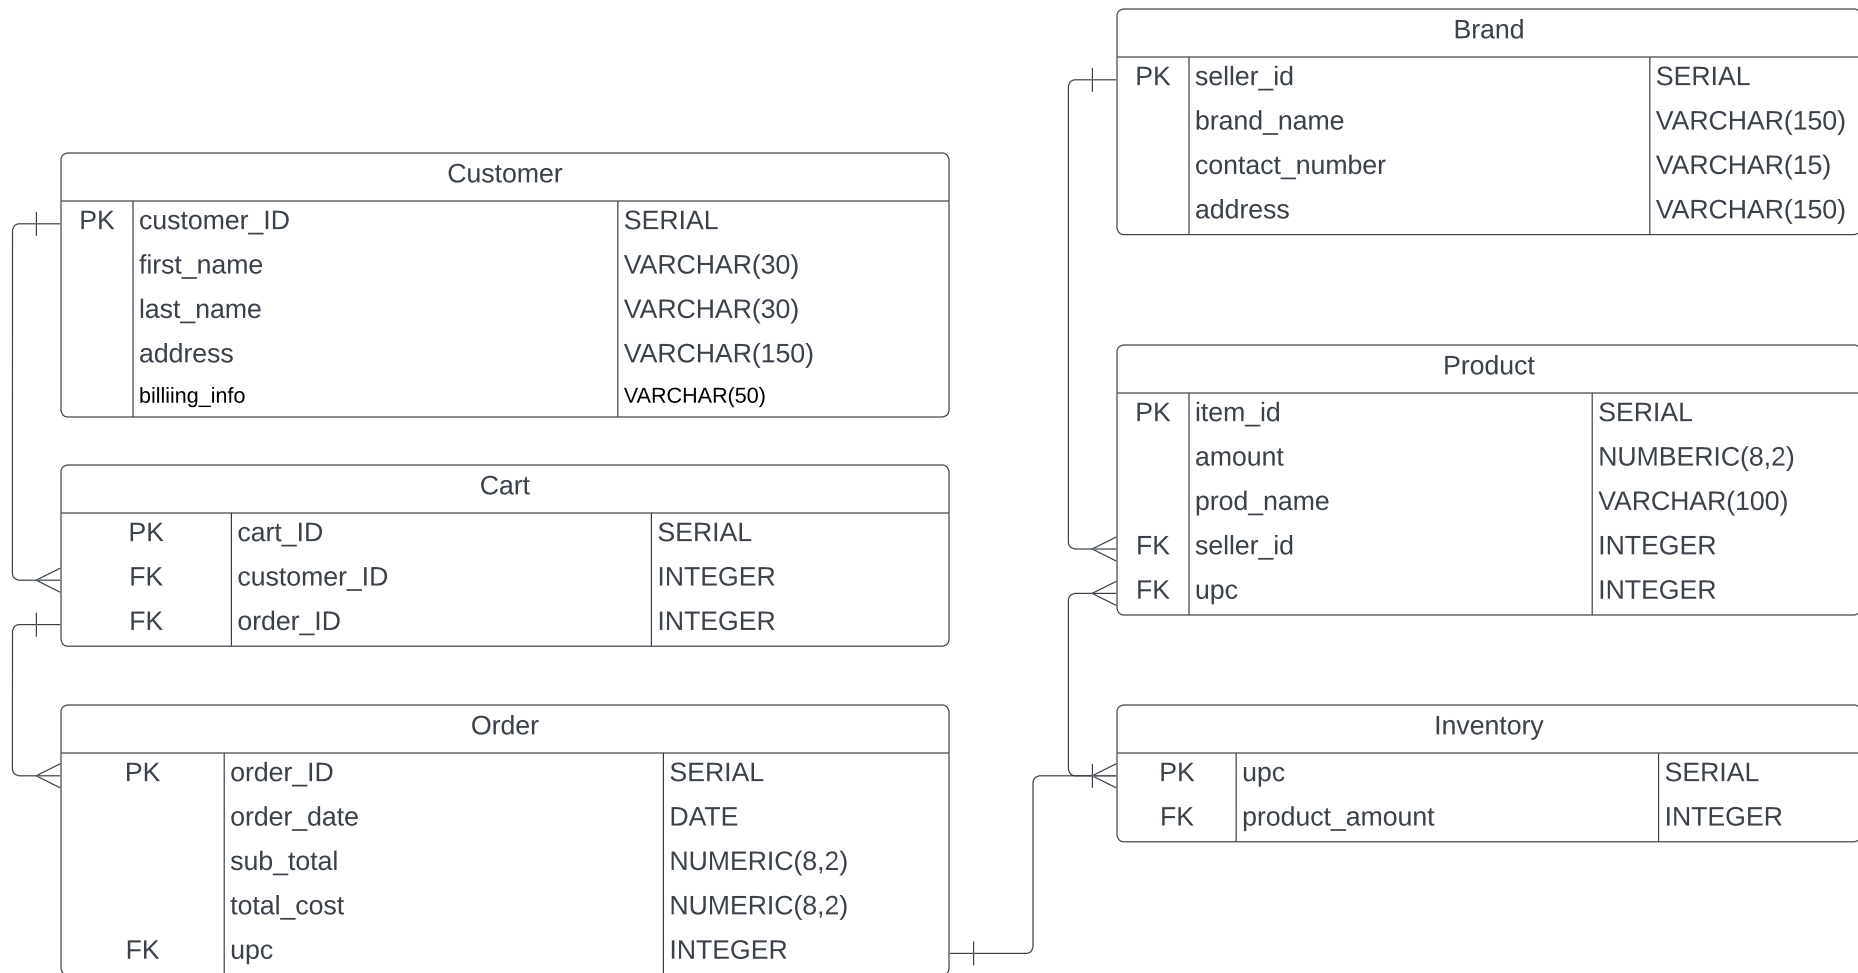 Customer
PK customer_ID SERIAL
first_name VARCHAR(30)
last_name VARCHAR(30)
address VARCHAR(150)
billiing_info VARCHAR(50)
Cart
PK cart_ID SERIAL
FK customer_ID INTEGER
FK order_ID INTEGER
Order
PK order_ID SERIAL
order_date DATE
sub_total NUMERIC(8,2)
total_cost NUMERIC(8,2)
FK upc INTEGER
Brand
PK seller_id SERIAL
brand_name VARCHAR(150)
contact_number VARCHAR(15)
address VARCHAR(150)
Product
PK item_id SERIAL
amount NUMBERIC(8,2)
prod_name VARCHAR(100)
FK seller_id INTEGER
FK upc INTEGER
Inventory
PK upc SERIAL
FK product_amount INTEGER